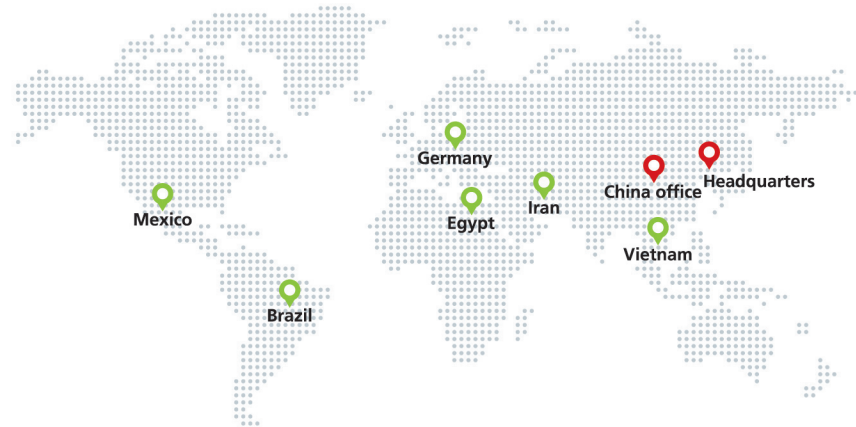 Germany
Headquarters
China office
Mexico
Egypt
Iran
Vietnam
Brazil